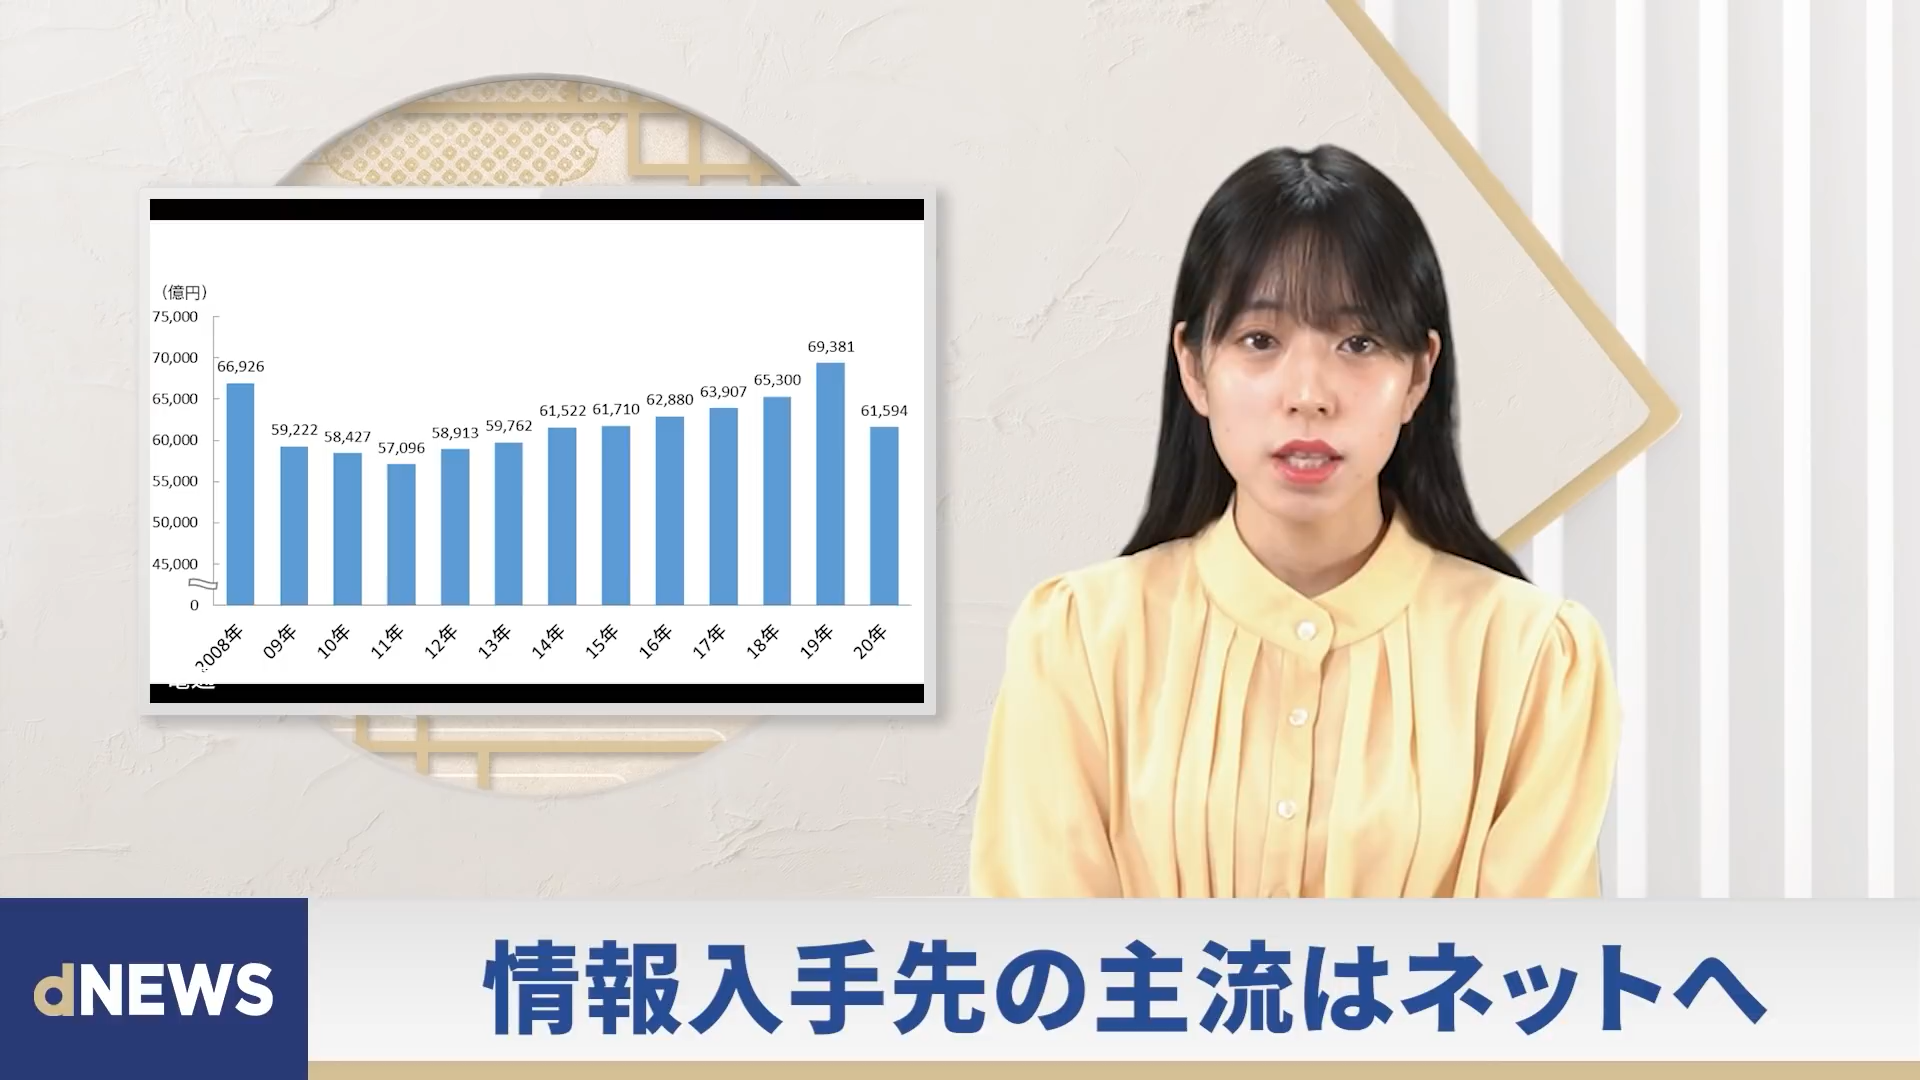 (億円)
75,000
70,000
65,000
60,000
55,000
50,000
45,000
0
66,926
59,222
58,427
57,096
58,913
59,762
61,522
61,710
62,880
63,907
65,300
69,381
61,594
2008年
09年
10年
11年
12年
13年
14年
15年
16年
17年
18年
19年
20年
dNEWS
情報入手先の主流はネットへ